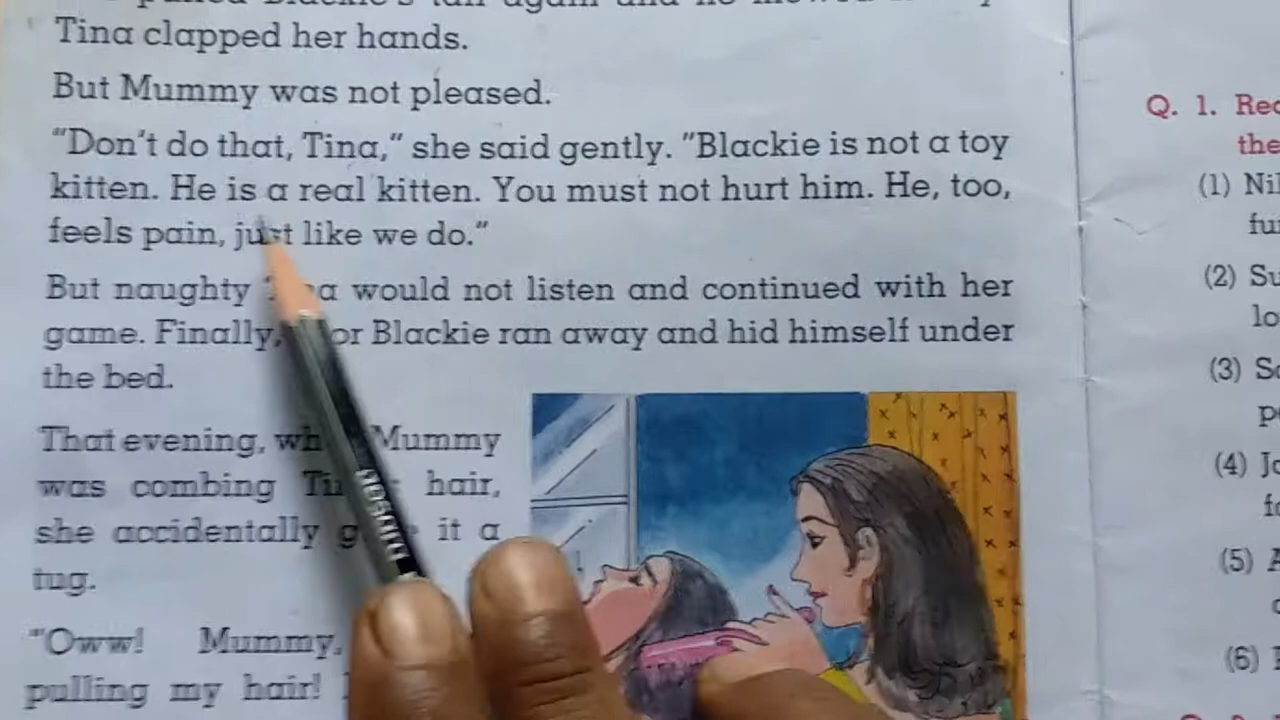 Tina clapped her hands.
But Mummy was not pleased.
"Don't do that, Tina," she said gently. "Blackie is not a toy
kitten. He is a real kitten. You must not hurt him. He, too,
feels pain, just like we do."
But naughty would not listen and continued with her
game. Finally, Blackie ran away and hid himself under
the bed.
That evening, Mummy
was combing hair,
she accidentally it a
tug.
"Oww! Mummy,
pulling my hair!
Q. 1.
the
(1)
(2)
(3)
(4)
(5)
(6)